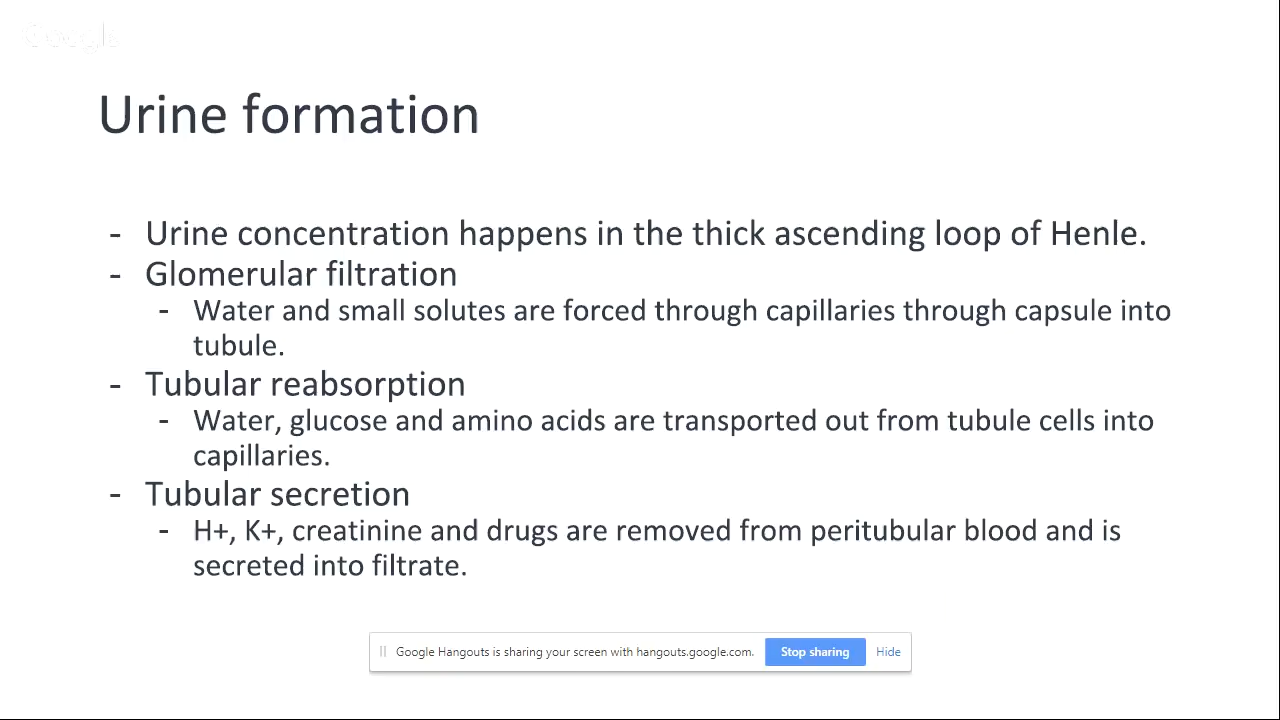 Google
Urine formation
- Urine concentration happens in the thick ascending loop of Henle.
- Glomerular filtration
- Water and small solutes are forced through capillaries through capsule into
tubule.
- Tubular reabsorption
- Water, glucose and amino acids are transported out from tubule cells into
capillaries.
- Tubular secretion
- H+, K+, creatinine and drugs are removed from peritubular blood and is
secreted into filtrate.
Google Hangouts is sharing your screen with hangouts.google.com. Stop sharing Hide